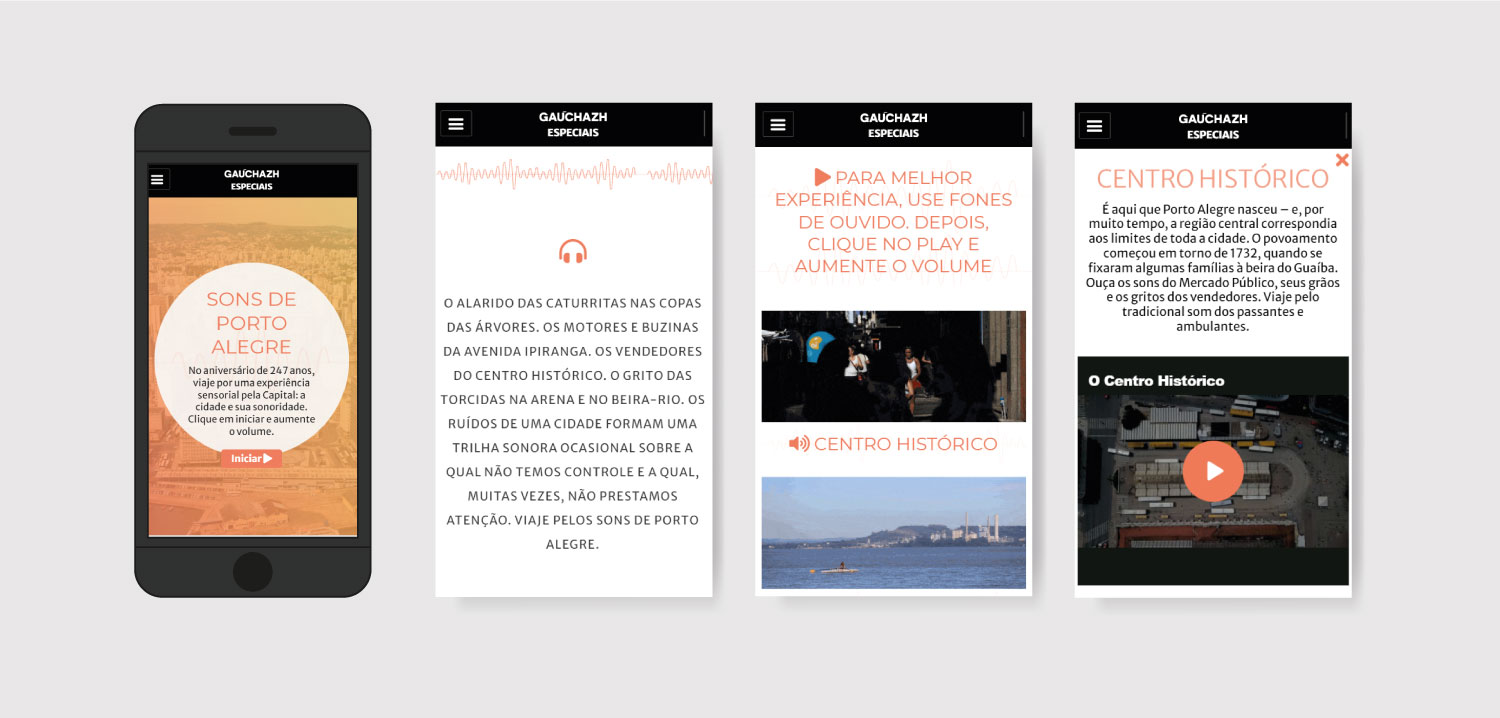 GAÚCHAZH
ESPECIAIS
SONS DE
PORTO
ALEGRE
No aniversário de 247 anos,
viaje por uma experiência
sensorial pela Capital: a
cidade e sua sonoridade.
Clique em iniciar e aumente
o volume.
Iniciar
GAÚCHAZH
ESPECIAIS
O ALARIDO DAS CATURRITAS NAS COPAS
DAS ÁRVORES. OS MOTORES E BUZINAS
DA AVENIDA IPIRANGA. OS VENDEDORES
DO CENTRO HISTÓRICO. O GRITO DAS
TORCIDAS NA ARENA E NO BEIRA-RIO. OS
RUÍDOS DE UMA CIDADE FORMAM UMA
TRILHA SONORA OCASIONAL SOBRE A
QUAL NÃO TEMOS CONTROLE E A QUAL,
MUITAS VEZES, NÃO PRESTAMOS
ATENÇÃO. VIAJE PELOS SONS DE PORTO
ALEGRE.
GAÚCHAZH
ESPECIAIS
PARA MELHOR
EXPERIÊNCIA, USE FONES
DE OUVIDO. DEPOIS,
CLIQUE NO PLAY E
AUMENTE O VOLUME
CENTRO HISTÓRICO
GAÚCHAZH
ESPECIAIS
CENTRO HISTÓRICO
É aqui que Porto Alegre nasceu – e, por
muito tempo, a região central correspondia
aos limites de toda a cidade. O povoamento
começou em torno de 1732, quando se
fixaram algumas famílias à beira do Guaíba.
Ouça os sons do Mercado Público, seus grãos
e os gritos dos vendedores. Viaje pelo
tradicional som dos passantes e
ambulantes.
O Centro Histórico